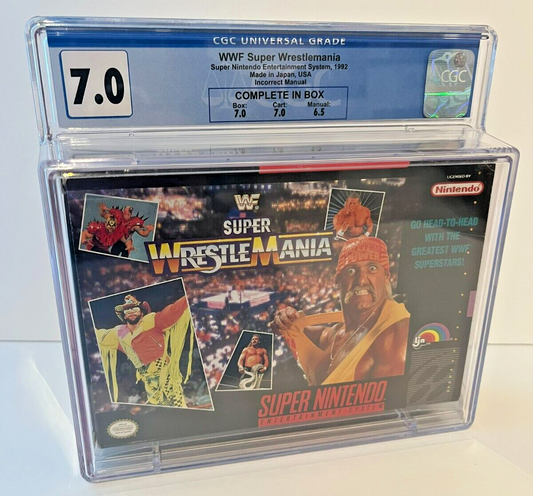 CGC UNIVERSAL GRADE
7.0
WWF Super Wrestlemania
Super Nintendo Entertainment System, 1992
Made in Japan, USA
Incorrect Manual
COMPLETE IN BOX
Box: Cart: Manual:
7.0 7.0 6.5
CGC
LICENSED BY
Nintendo
WF
SUPER
WRESTLEMANIA
GO HEAD-TO-HEAD
WITH THE
GREATEST WWF
SUPERSTARS!
ljn
SUPER NINTENDO
ENTERTAINMENT SYSTEM